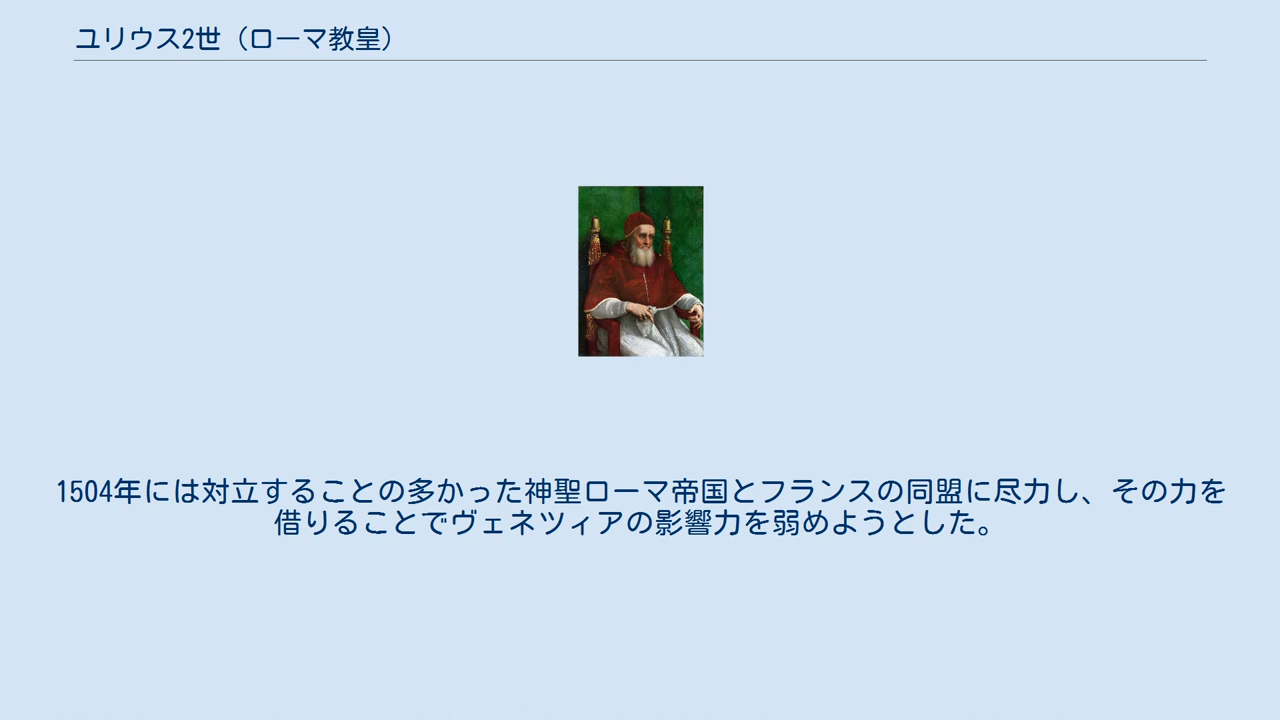 ユリウス2世（ローマ教皇）
1504年には対立することの多かった神聖ローマ帝国とフランスの同盟に尽力し、その力を
借りることでヴェネツィアの影響力を弱めようとした。